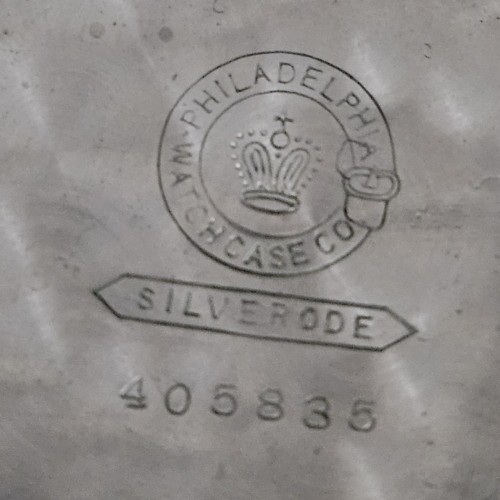 PHILADELPHIA
WATCH CASE CO
SILVERODE
405835